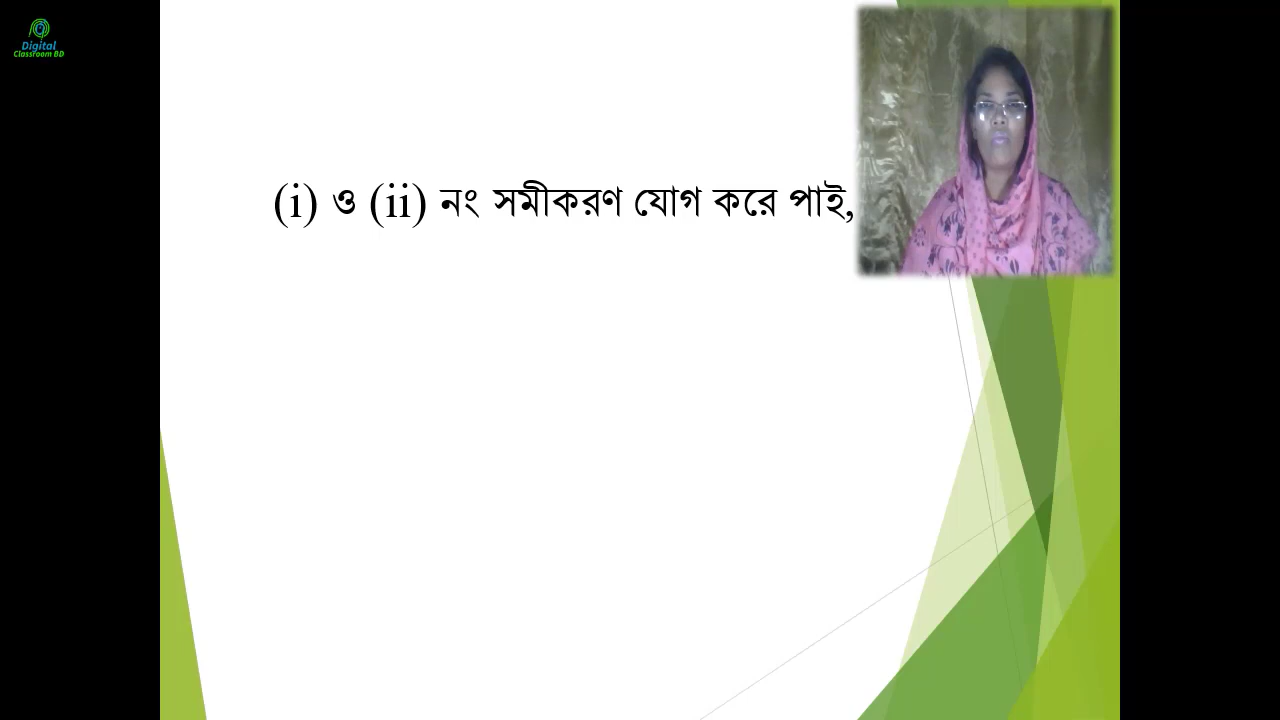 Digital
Classroom BD
(i) ও (ii) নং সমীকরণ যোগ করে পাই,